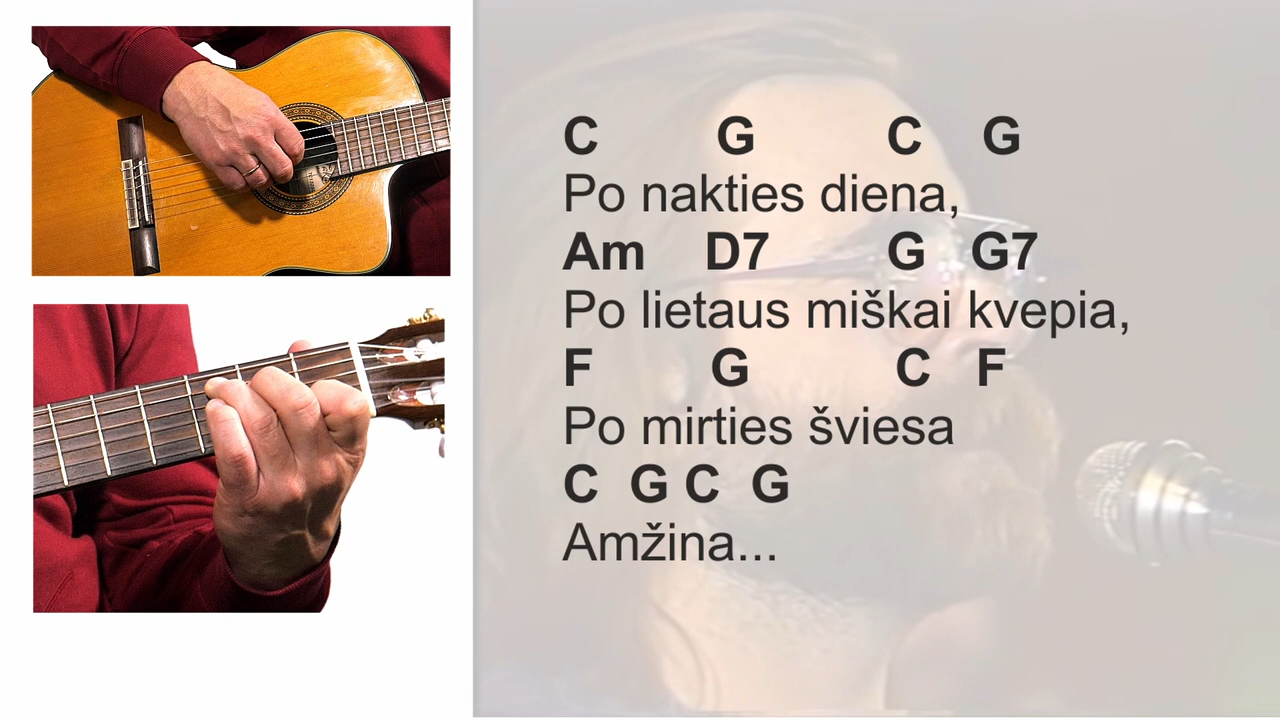 C G C G
Po nakties diena,
Am D7 G G7
Po lietaus miškai kvepia,
F G C F
Po mirties šviesa
C G C G
Amžina...